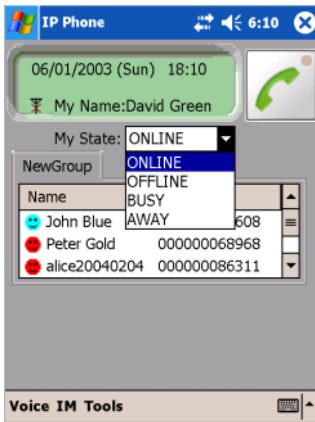 IP Phone 6:10
06/01/2003 (Sun) 18:10
My Name:David Green
My State: ONLINE
ONLINE
OFFLINE
BUSY
AWAY
NewGroup
Name
John Blue 608
Peter Gold 000000068968
alice20040204 000000086311
Voice IM Tools